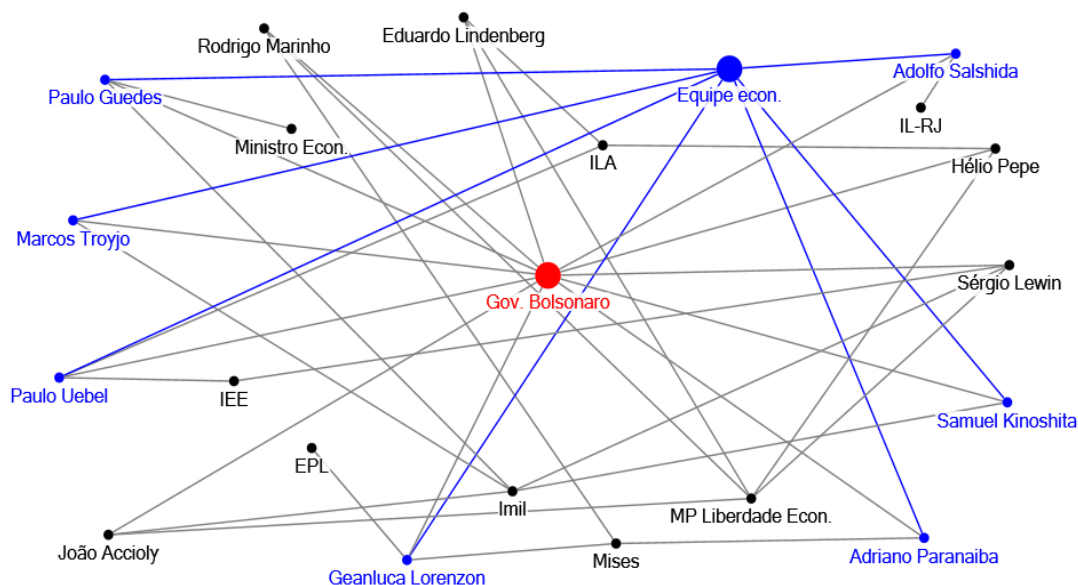 Eduardo Lindenberg
Rodrigo Marinho
Adolfo Salshida
Paulo Guedes
Equipe econ.
IL-RJ
Ministro Econ.
ILA
Hélio Pepe
Marcos Troyjo
Sérgio Lewin
Gov. Bolsonaro
Paulo Uebel
IEE
Samuel Kinoshita
EPL
Imil
MP Liberdade Econ.
João Accioly
Mises
Adriano Paranaiba
Geanluca Lorenzon